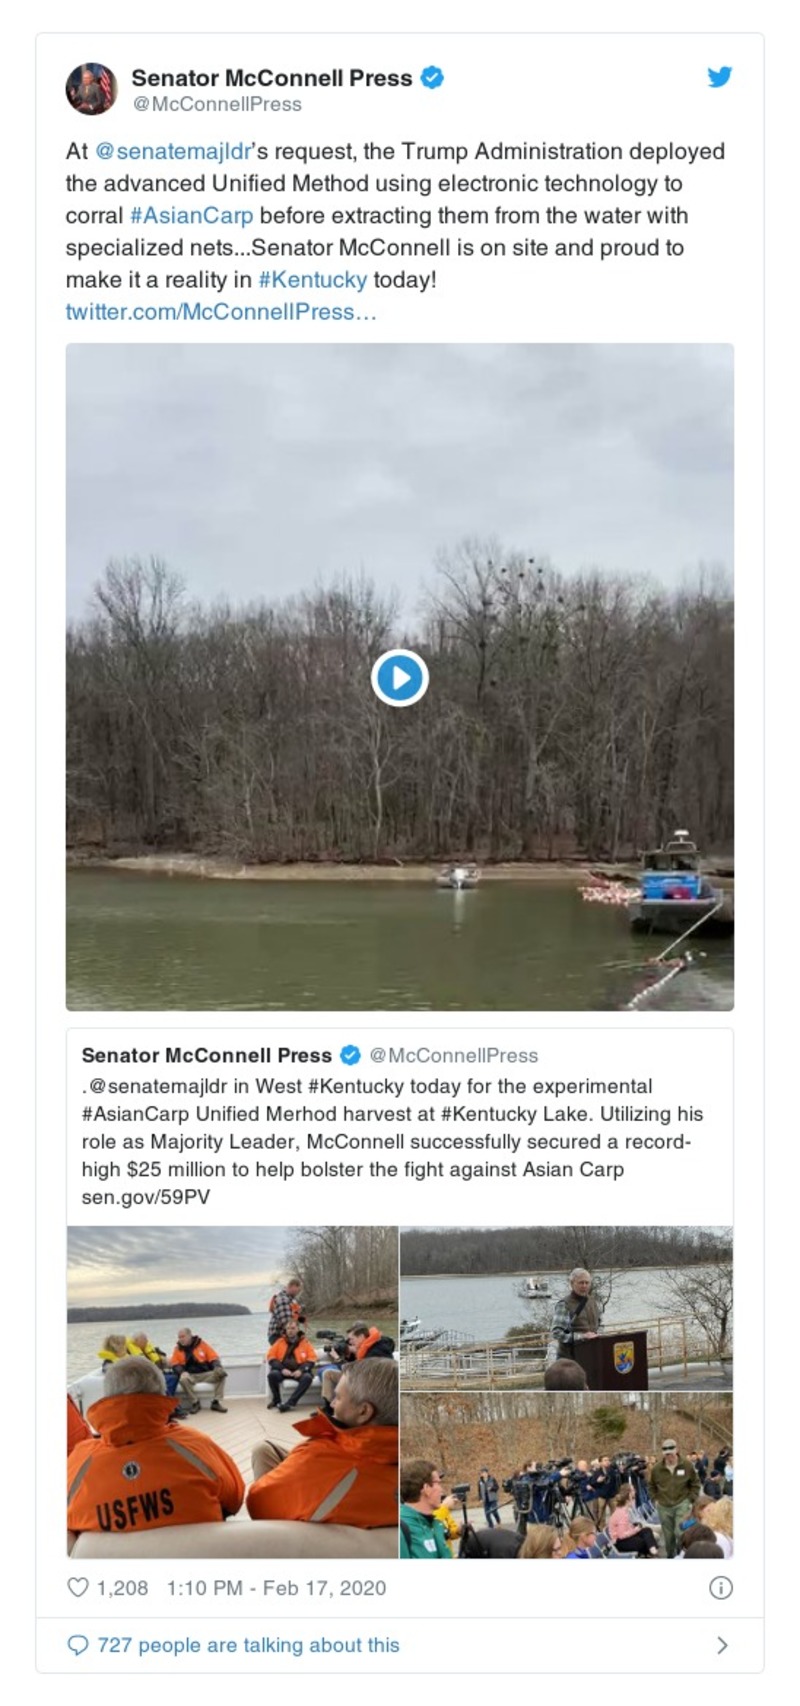 Senator McConnell Press
@McConnellPress
At @senatemajldr's request, the Trump Administration deployed
the advanced Unified Method using electronic technology to
corral #AsianCarp before extracting them from the water with
specialized nets...Senator McConnell is on site and proud to
make it a reality in #Kentucky today!
twitter.com/McConnellPress…
Senator McConnell Press @McConnellPress
.@senatemajldr in West #Kentucky today for the experimental
#AsianCarp Unified Merhod harvest at #Kentucky Lake. Utilizing his
role as Majority Leader, McConnell successfully secured a record-
high $25 million to help bolster the fight against Asian Carp
sen.gov/59PV
USFWS
1,208 1:10 PM - Feb 17, 2020
727 people are talking about this